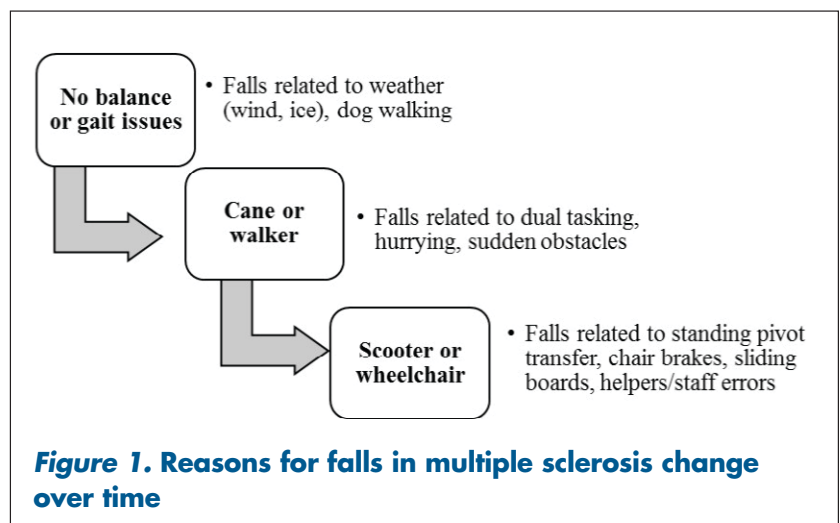 No balance
or gait issues
• Falls related to weather
(wind, ice), dog walking
Cane or
walker
• Falls related to dual tasking,
hurrying, sudden obstacles
Scooter or
wheelchair
• Falls related to standing pivot
transfer, chair brakes, sliding
boards, helpers/staff errors
Figure 1. Reasons for falls in multiple sclerosis change
over time